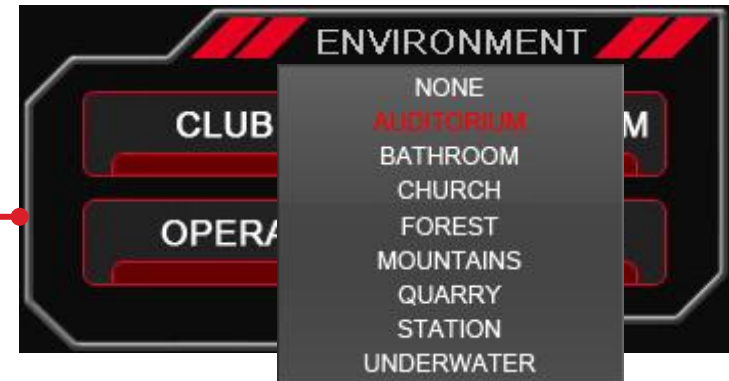 ENVIRONMENT
NONE
CLUB AUDITORIUM M
BATHROOM
CHURCH
OPERA FOREST
MOUNTAINS
QUARRY
STATION
UNDERWATER